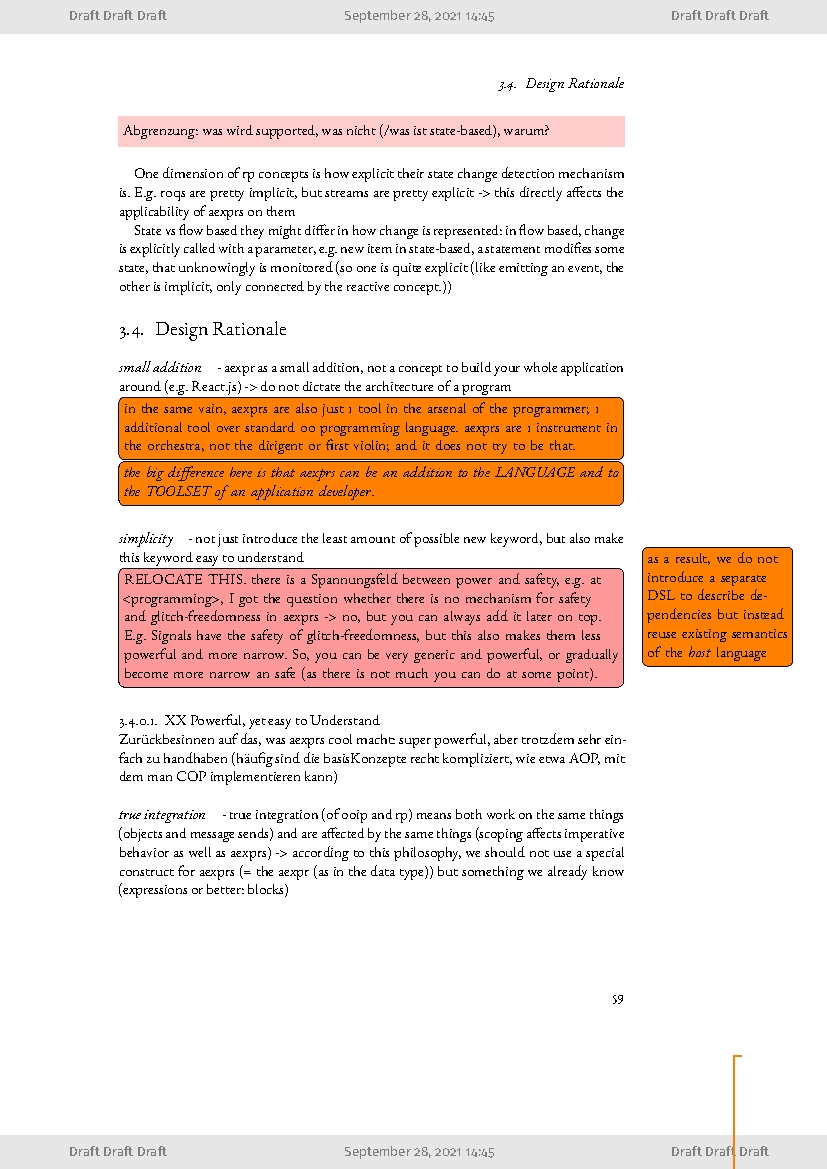 Draft Draft Draft September 28, 2021 14:45 Draft Draft Draft
3.4. Design Rationale
Abgrenzung: was wird supported, was nicht (/was ist state-based), warum?
One dimension of rp concepts is how explicit their state change detection mechanism
is. E.g. roqs are pretty implicit, but streams are pretty explicit -> this directly affects the
applicability of aexprs on them
State vs flow based they might differ in how change is represented: in flow based, change
is explicitly called with a parameter, e.g. new item in state-based, a statement modifies some
state, that unknowingly is monitored (so one is quite explicit (like emitting an event, the
other is implicit, only connected by the reactive concept.))
3.4. Design Rationale
small addition - aexpr as a small addition, not a concept to build your whole application
around (e.g. React.js) -> do not dictate the architecture of a program
in the same vain, aexprs are also just 1 tool in the arsenal of the programmer; 1
additional tool over standard oo programming language. aexprs are 1 instrument in
the orchestra, not the dirigent or first violin; and it does not try to be that.
the big difference here is that aexprs can be an addition to the LANGUAGE and to
the TOOLSET of an application developer.
simplicity - not just introduce the least amount of possible new keyword, but also make
this keyword easy to understand
RELOCATE THIS. there is a Spannungsfeld between power and safety, e.g. at
<programming>, I got the question whether there is no mechanism for safety
and glitch-freedomness in aexprs -> no, but you can always add it later on top.
E.g. Signals have the safety of glitch-freedomness, but this also makes them less
powerful and more narrow. So, you can be very generic and powerful, or gradually
become more narrow an safe (as there is not much you can do at some point).
as a result, we do not
introduce a separate
DSL to describe de-
pendencies but instead
reuse existing semantics
of the host language
3.4.0.1. XX Powerful, yet easy to Understand
Zurückbesinnen auf das, was aexprs cool macht: super powerful, aber trotzdem sehr ein-
fach zu handhaben (häufig sind die basisKonzepte recht kompliziert, wie etwa AOP, mit
dem man COP implementieren kann)
true integration - true integration (of ooip and rp) means both work on the same things
(objects and message sends) and are affected by the same things (scoping affects imperative
behavior as well as aexprs) -> according to this philosophy, we should not use a special
construct for aexprs (= the aexpr (as in the data type)) but something we already know
(expressions or better: blocks)
59
Draft Draft Draft September 28, 2021 14:45 Draft Draft Draft